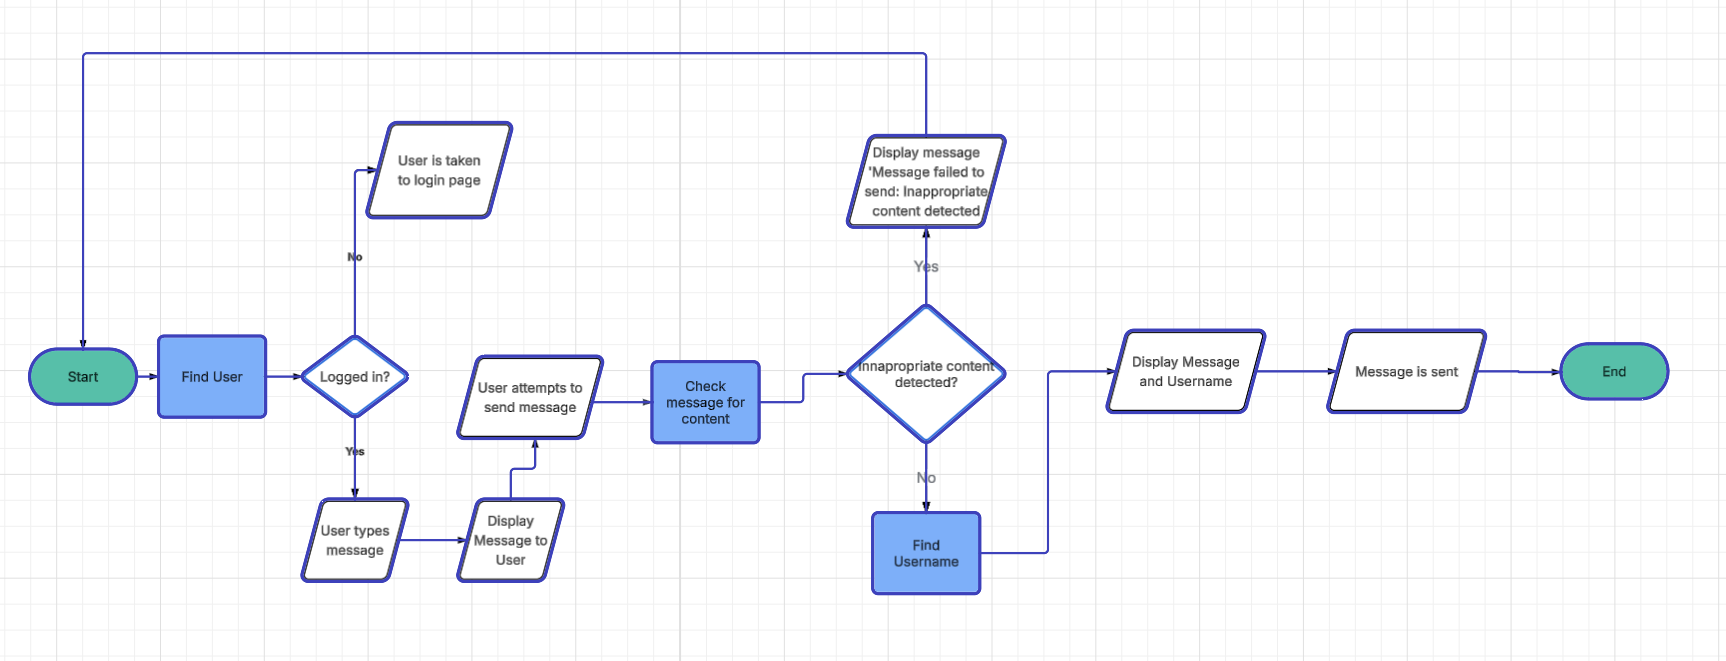 Start
Find User
Logged in?
No
User is taken
to login page
Yes
User types
message
Display
Message to
User
User attempts to
send message
Check
message for
content
Innapropriate content
detected?
Yes
Display message
'Message failed to
send: Inappropriate
content detected
No
Find
Username
Display Message
and Username
Message is sent
End